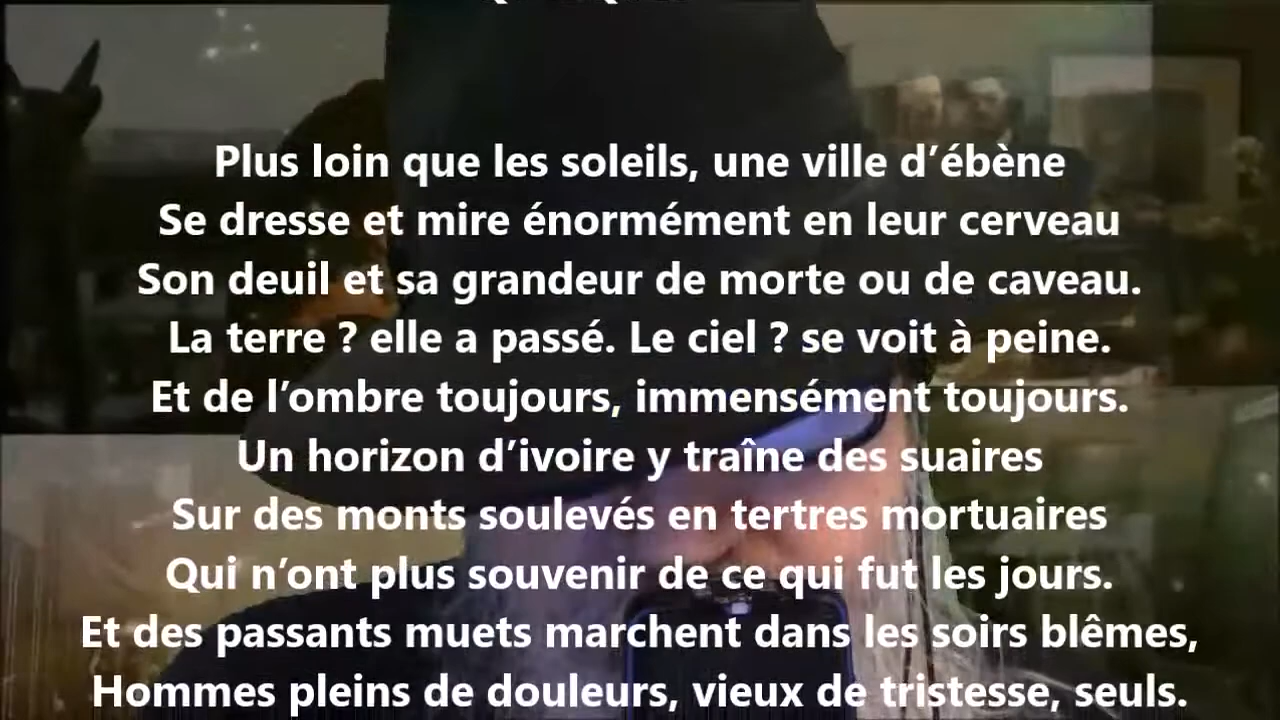 Plus loin que les soleils, une ville d’ébène
Se dresse et mire énormément en leur cerveau
Son deuil et sa grandeur de morte ou de caveau.
La terre ? elle a passé. Le ciel ? se voit à peine.
Et de l’ombre toujours, immensément toujours.
Un horizon d’ivoire y traîne des suaires
Sur des monts soulevés en tertres mortuaires
Qui n’ont plus souvenir de ce qui fut les jours.
Et des passants muets marchent dans les soirs blêmes,
Hommes pleins de douleurs, vieux de tristesse, seuls.